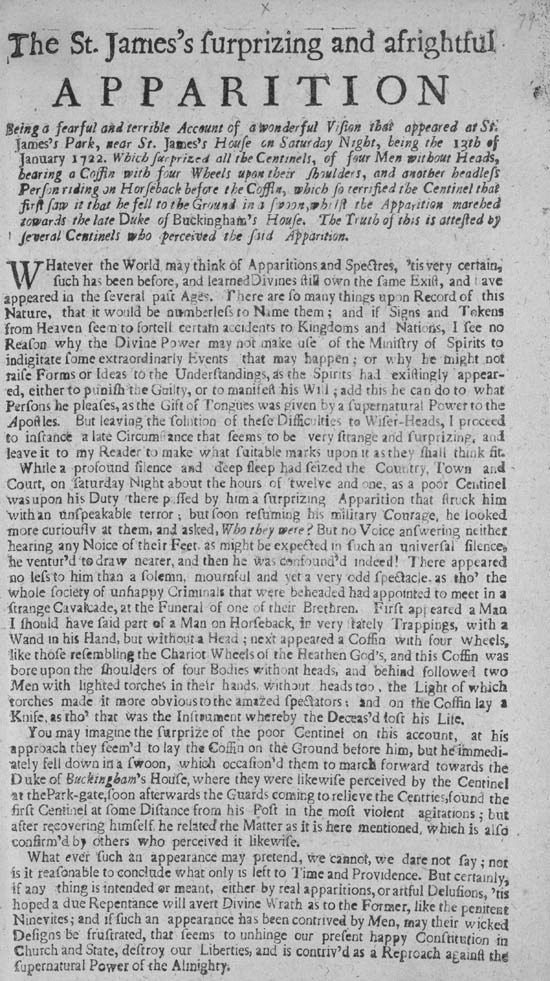 The St. James's surprizing and afrightful
APPARITION
Being a fearful and terrible Account of a wonderful Vision that appeared at St.
James's Park, near St. James's House on Saturday Night, being the 13th of
January 1722. Which surprized all the Centinels, of four Men without Heads,
bearing a Coffin with four Wheels upon their shoulders, and another headless
Person riding on Horseback before the Coffin, which so terrified the Centinel that
first saw it that he fell to the Ground in a swoon, whilst the Apparition marched
towards the late Duke of Buckingham's House. The Truth of this is attested by
several Centinels who perceived the said Apparition.
WHatever the World may think of Apparitions and Spectres, 'tis very certain,
such has been before, and learned Divines still own the same Exist, and have
appeared in the several past Ages. There are so many things upon Record of this
Nature, that it would be numberless to Name them; and if Signs and Tokens
from Heaven seem to fortell certain accidents to Kingdoms and Nations, I see no
Reason why the Divine Power may not make use of the Ministry of Spirits to
indigitate some extraordinarly Events that may happen; or why he might not
raise Forms or Ideas to the Understandings, as the Spirits had existingly appear-
ed, either to punish the Guilty, or to manifest his Will; add this he can do to what
Persons he pleases, as the Gift of Tongues was given by a supernatural Power to the
Apostles. But leaving the solution of these Difficulties to Wiser-Heads, I proceed
to instance a late Circumstance that seems to be very strange and surprizing, and
leave it to my Reader to make what suitable marks upon it as they shall think fit.
While a profound silence and deep sleep had seized the Country, Town and
Court, on saturday Night about the hours of twelve and one, as a poor Centinel
was upon his Duty there passed by him a surprizing Apparition that struck him
with an unspeakable terror; but soon resuming his military Courage, he looked
more curiously at them, and asked, Who they were? But no Voice answering neither
hearing any Noice of their Feet, as might be expected in such an universal silence,
he ventur'd to draw nearer, and then he was confound'd indeed! There appeared
no less to him than a solemn, mournful and yet a very odd spectacle, as tho' the
whole society of unhappy Criminals that were beheaded had appointed to meet in a
strange Cavalcade, at the Funeral of one of their Brethren. First appeared a Man
I should have said part of a Man on Horseback, in very stately Trappings, with a
Wand in his Hand, but without a Head; next appeared a Coffin with four wheels,
like those resembling the Chariot Wheels of the Heathen God's, and this Coffin was
bore upon the shoulders of four Bodies without heads, and behind followed two
Men with lighted torches in their hands, without heads too, the Light of which
torches made it more obvious to the amazed spectators; and on the Coffin lay a
Knife, as tho' that was the Instrument whereby the Deceas'd lost his Life.
You may imagine the surprize of the poor Centinel on this account, at his
approach they seem'd to lay the Coffin on the Ground before him, but he immedi-
ately fell down in a swoon, which occasion'd them to march forward towards the
Duke of Buckingham's House, where they were likewise perceived by the Centinel
at the Park-gate, soon afterwards the Guards coming to relieve the Centries, found the
first Centinel at some Distance from his Post in the most violent agitations; but
after recovering himself, he related the Matter as it is here mentioned, which is also
confirm'd by others who perceived it likewise.
What ever such an appearance may pretend, we cannot, we dare not say; nor
is it reasonable to conclude what only is left to Time and Providence. But certainly,
if any thing is intended or meant, either by real apparitions, or artful Delusions, 'tis
hoped a due Repentance will avert Divine Wrath as to the Former, like the penitent
Ninevites; and if such an appearance has been contrived by Men, may their wicked
Designs be frustrated, that seems to unhinge our present happy Constitution in
Church and State, destroy our Liberties, and is contriv'd as a Reproach against the
supernatural Power of the Almighty.